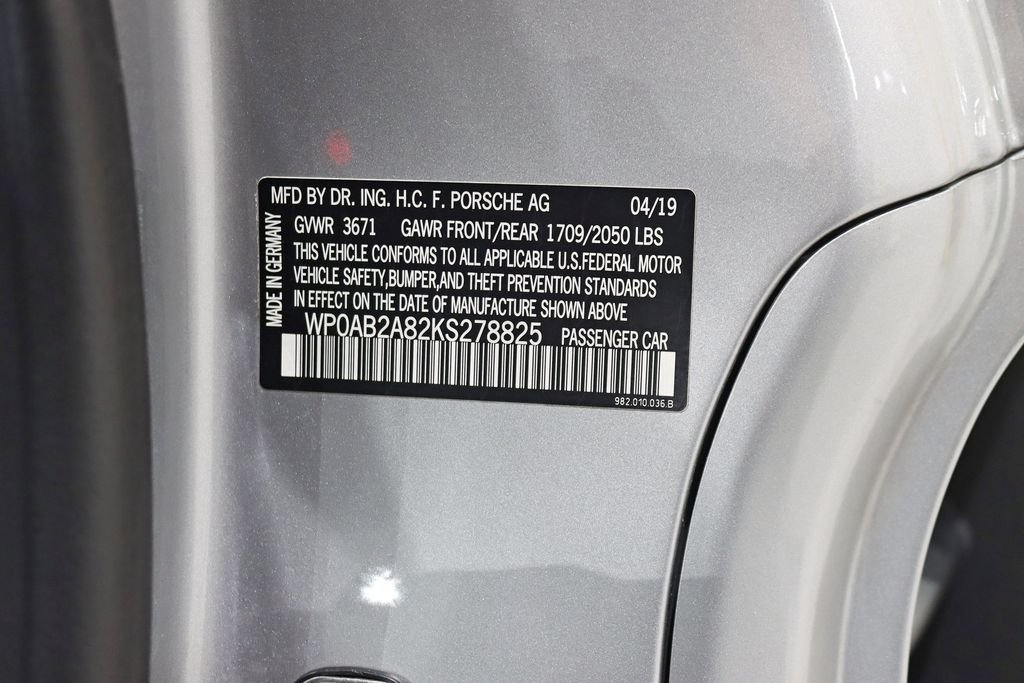 MFD BY DR. ING. H.C. F. PORSCHE AG 04/19
GVWR 3671 GAWR FRONT/REAR 1709/2050 LBS
THIS VEHICLE CONFORMS TO ALL APPLICABLE U.S.FEDERAL MOTOR
VEHICLE SAFETY,BUMPER,AND THEFT PREVENTION STANDARDS
IN EFFECT ON THE DATE OF MANUFACTURE SHOWN ABOVE
WP0AB2A82KS278825 PASSENGER CAR
982.010.036.B
MADE IN GERMANY